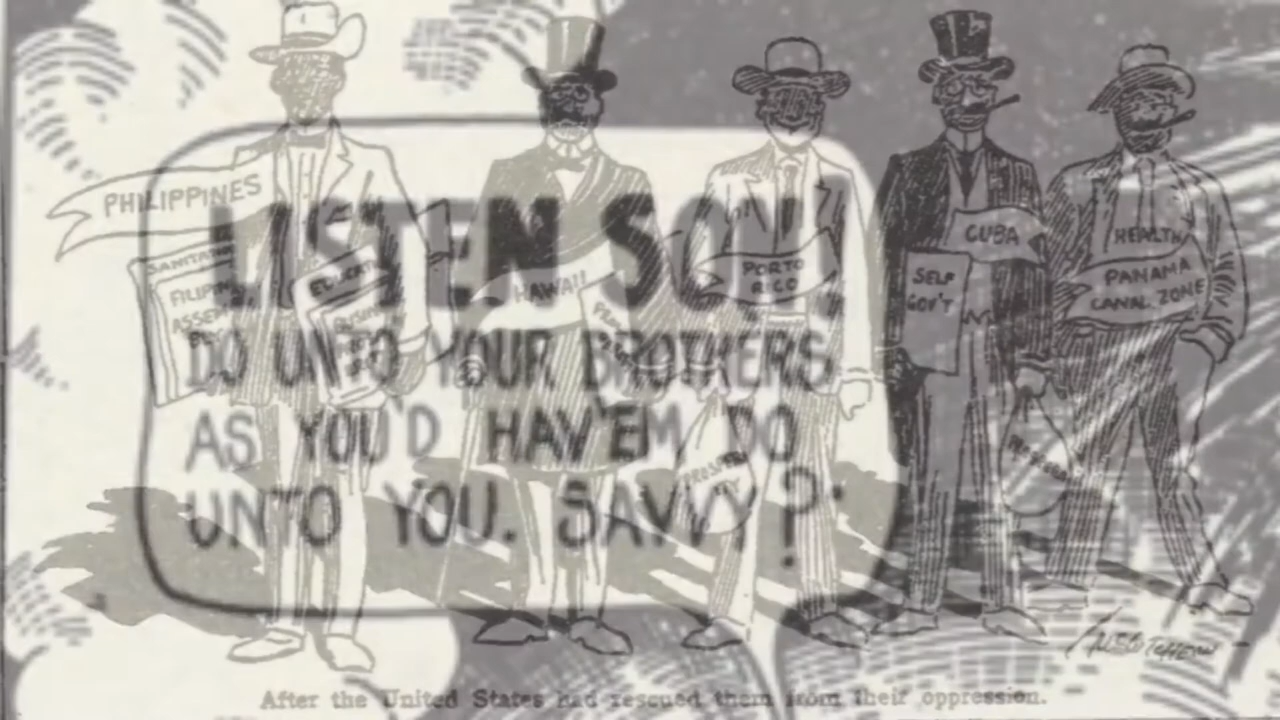 PHILIPPINES
FILIPINO
HAWAII
PORTO
RICO
CUBA
SELF
GOV'T
HEALTH
PANAMA
CANAL ZONE
LISTEN SON!
DO UNTO YOUR BROTHERS
AS YOU'D HAV'EM DO
UNTO YOU. SAVVY?
After the United States had rescued them from their oppression.